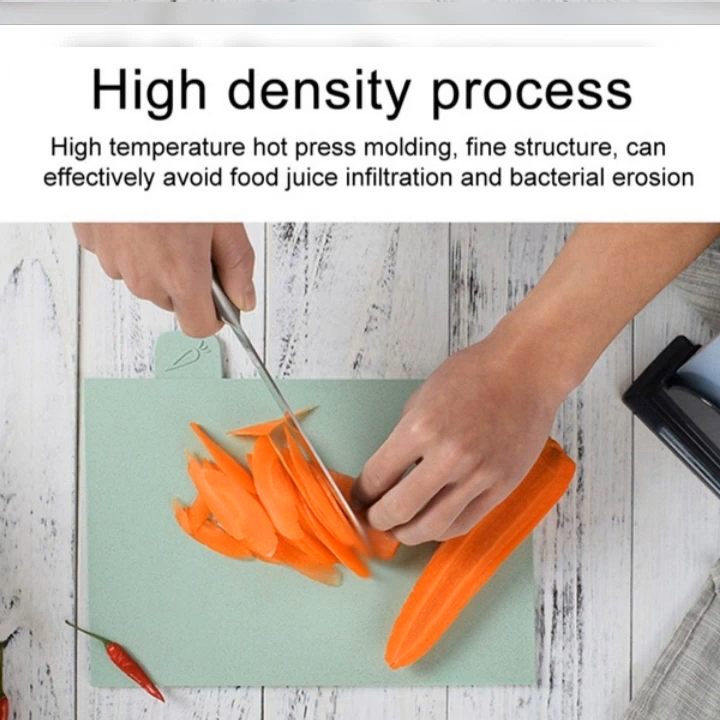 High density process
High temperature hot press molding, fine structure, can
effectively avoid food juice infiltration and bacterial erosion